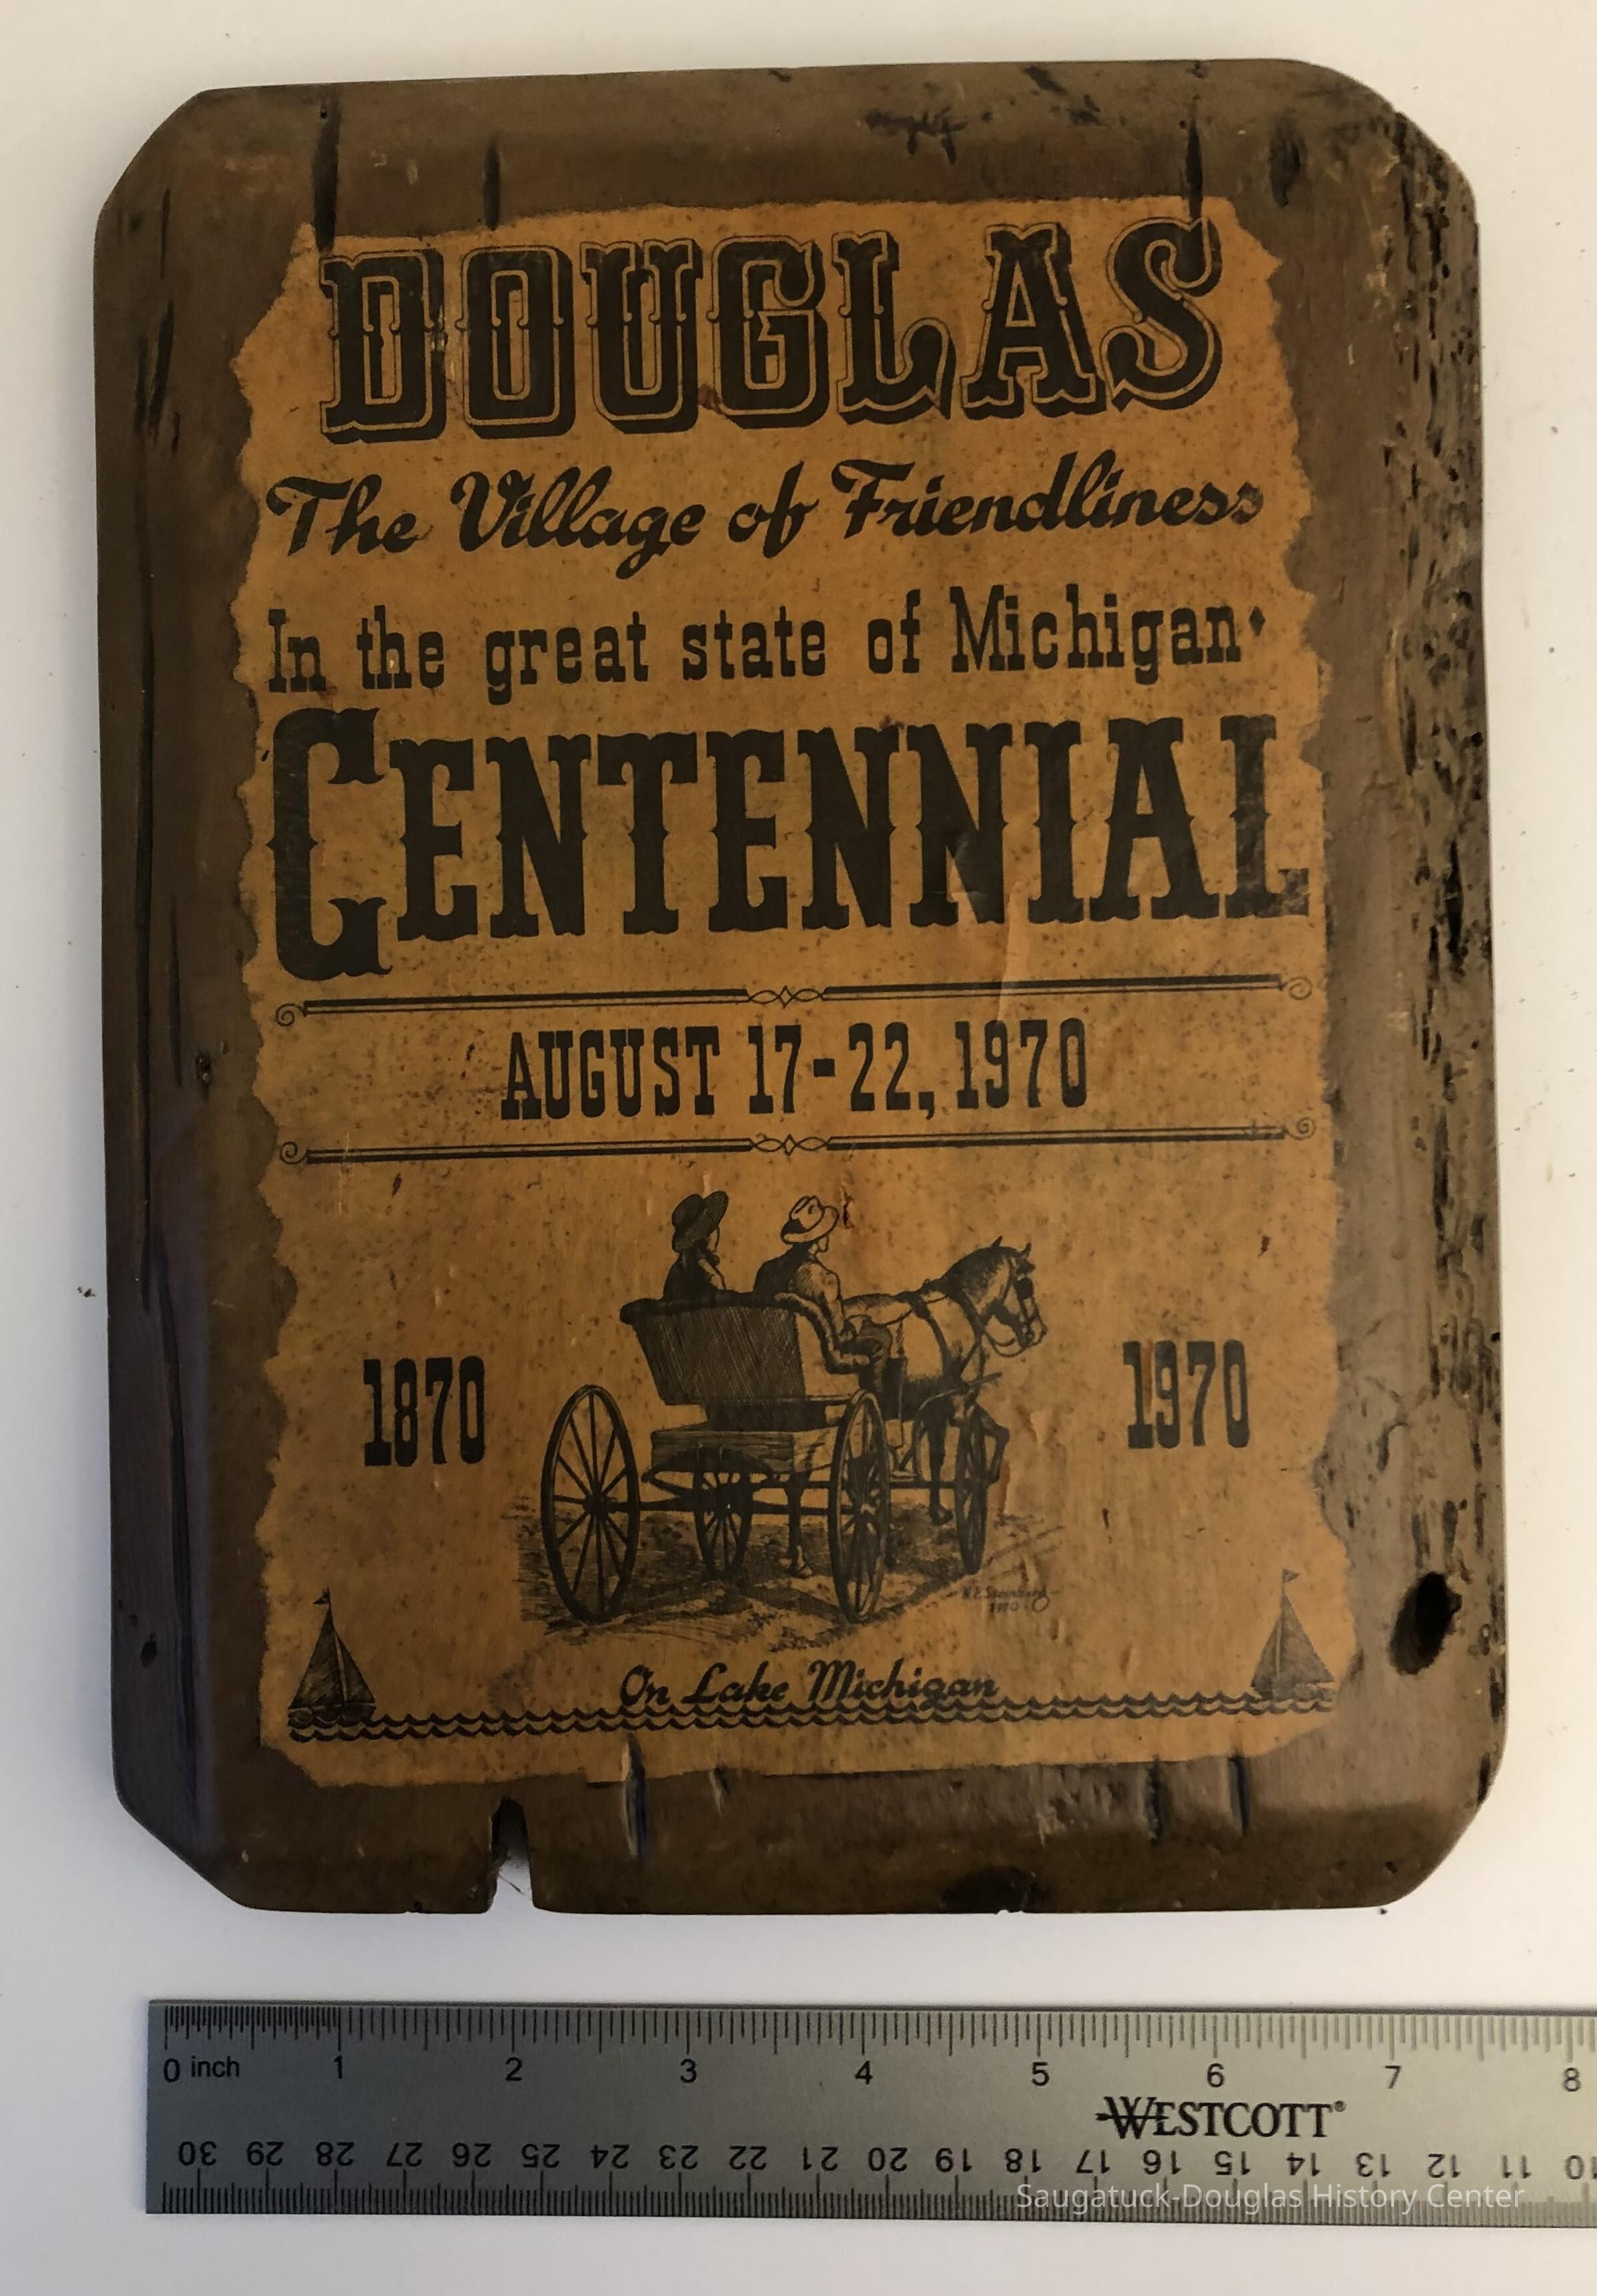 DOUGLAS
The Village of Friendliness
In the great state of Michigan
CENTENNIAL
AUGUST 17-22, 1970
1870
1970
1970
On Lake Michigan
0 inch 1 2 3 4 5 6 7 8
WESTCOTT®
30 29 28 27 26 25 24 23 22 21 20 19 18 17 16 15 14 13 12 11 10
Saugatuck-Douglas History Center